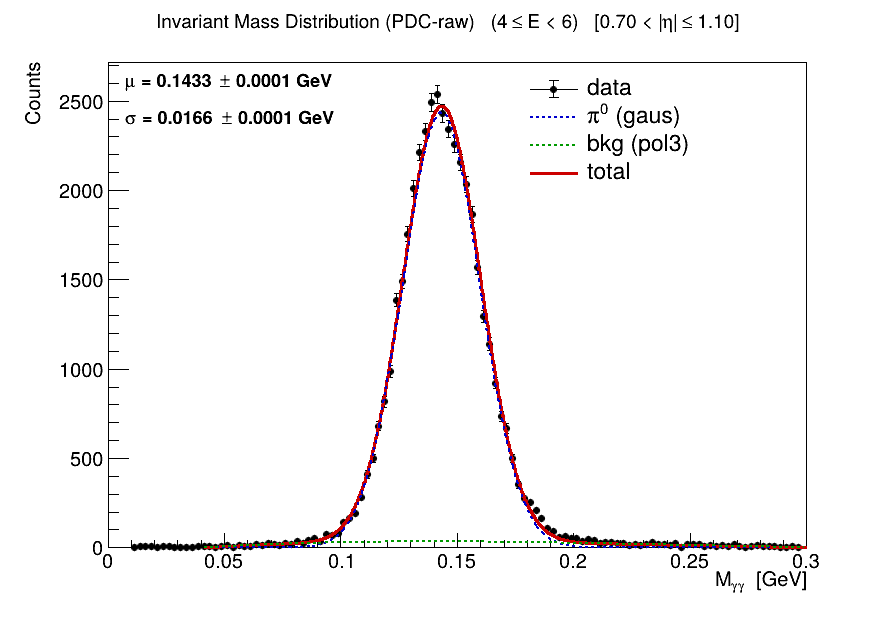 Invariant Mass Distribution (PDC-raw) (4 ≤ E < 6) [0.70 < |η| ≤ 1.10]
Counts
μ = 0.1433 ± 0.0001 GeV
σ = 0.0166 ± 0.0001 GeV
data
π⁰ (gaus)
bkg (pol3)
total
2500
2000
1500
1000
500
0
0 0.05 0.1 0.15 0.2 0.25 0.3
Mγγ [GeV]